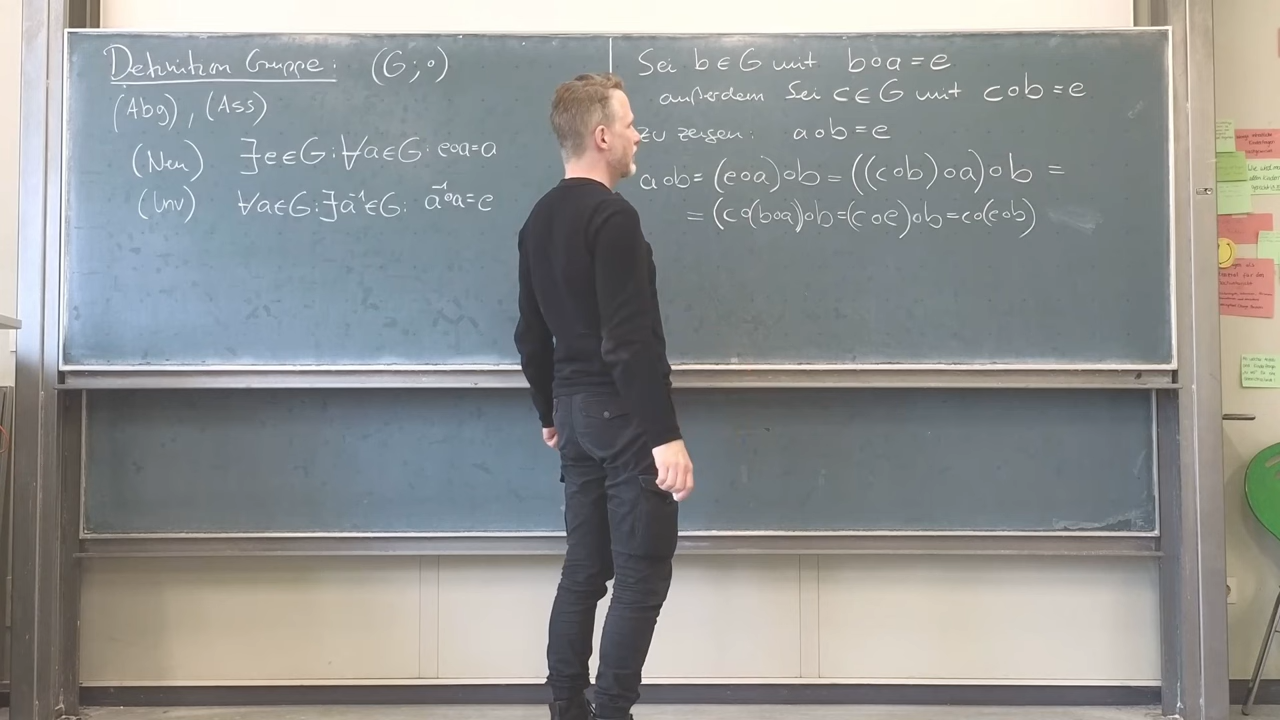 Definition Gruppe: (G;∘)
(Abg), (Ass)
(Neu) ∃e∈G:∀a∈G: e∘a=a
(Inv) ∀a∈G:∃a⁻¹∈G: a⁻¹∘a=e
Sei b∈G mit b∘a=e
außerdem sei c∈G mit c∘b=e
zu zeigen: a∘b=e
a∘b=(e∘a)∘b=((c∘b)∘a)∘b=
=(c∘(b∘a))∘b=(c∘e)∘b=c∘(e∘b)